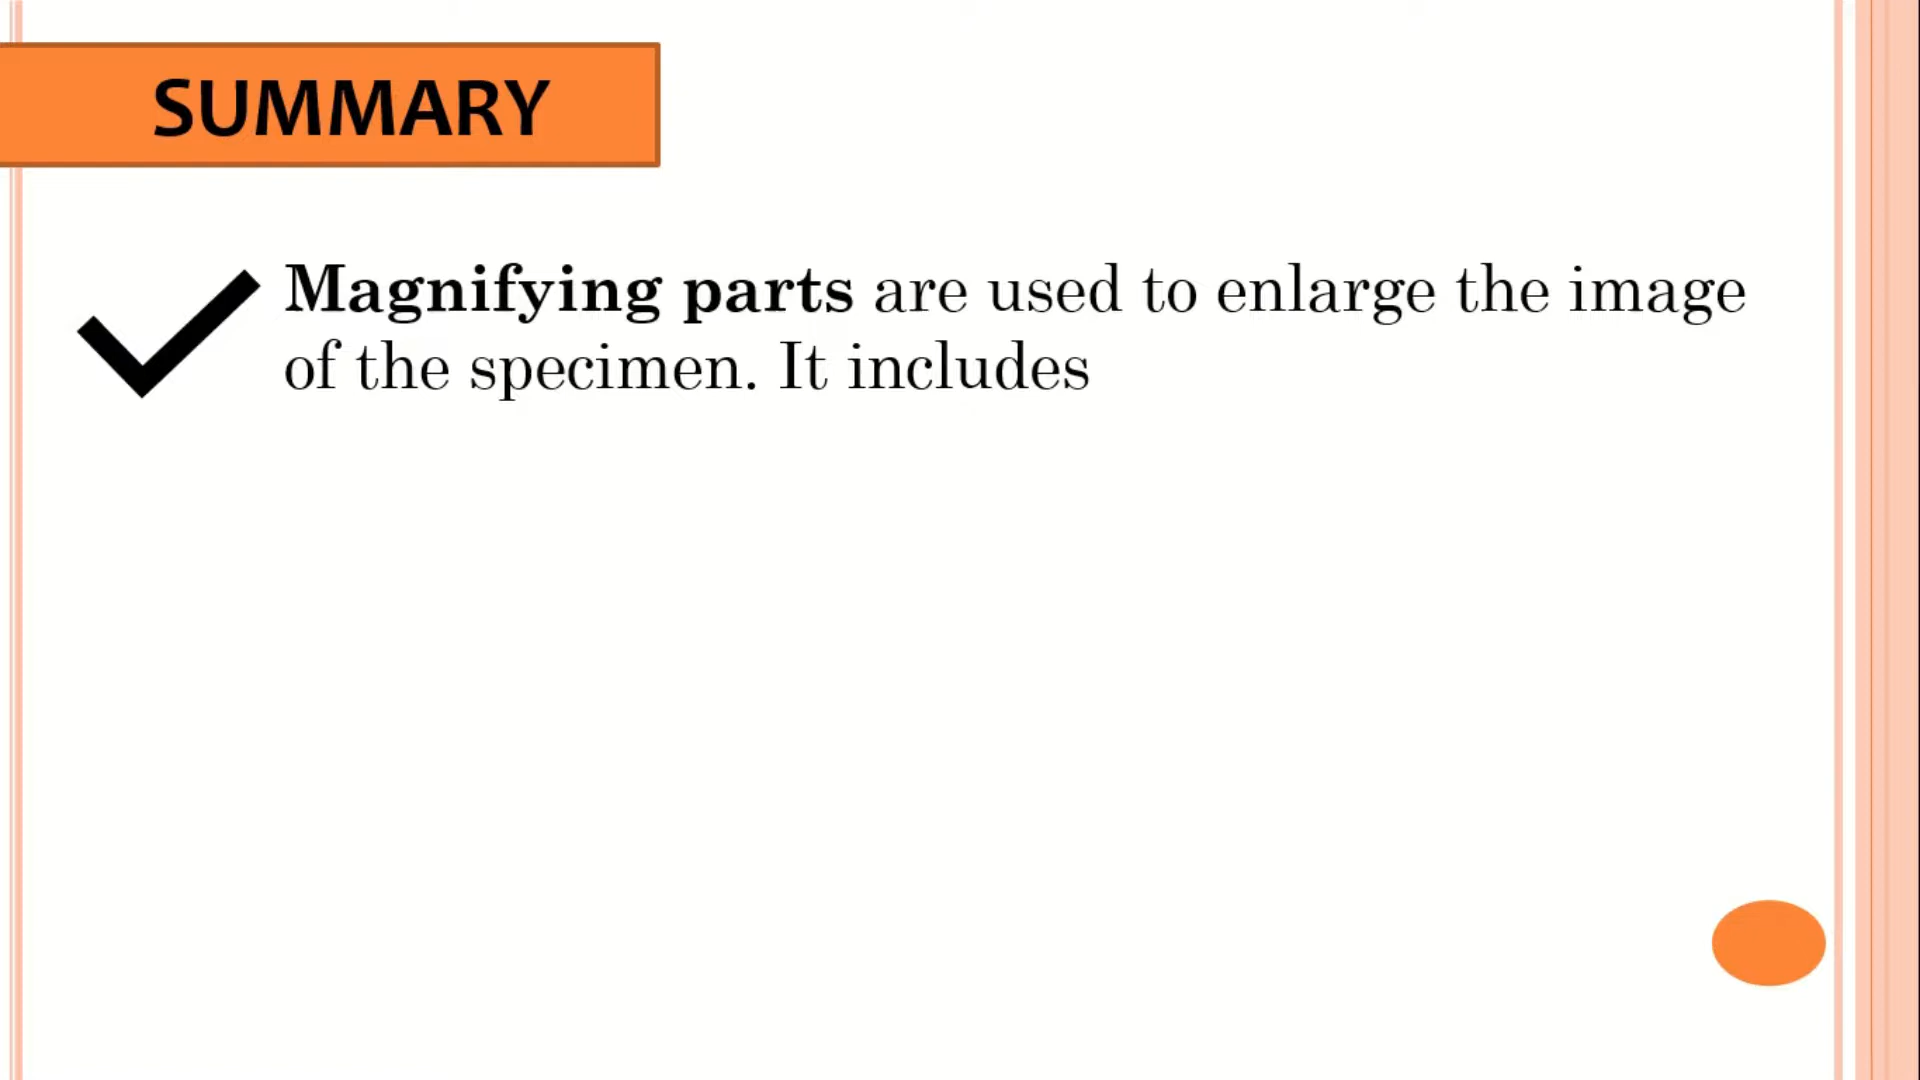 SUMMARY
Magnifying parts are used to enlarge the image
of the specimen. It includes